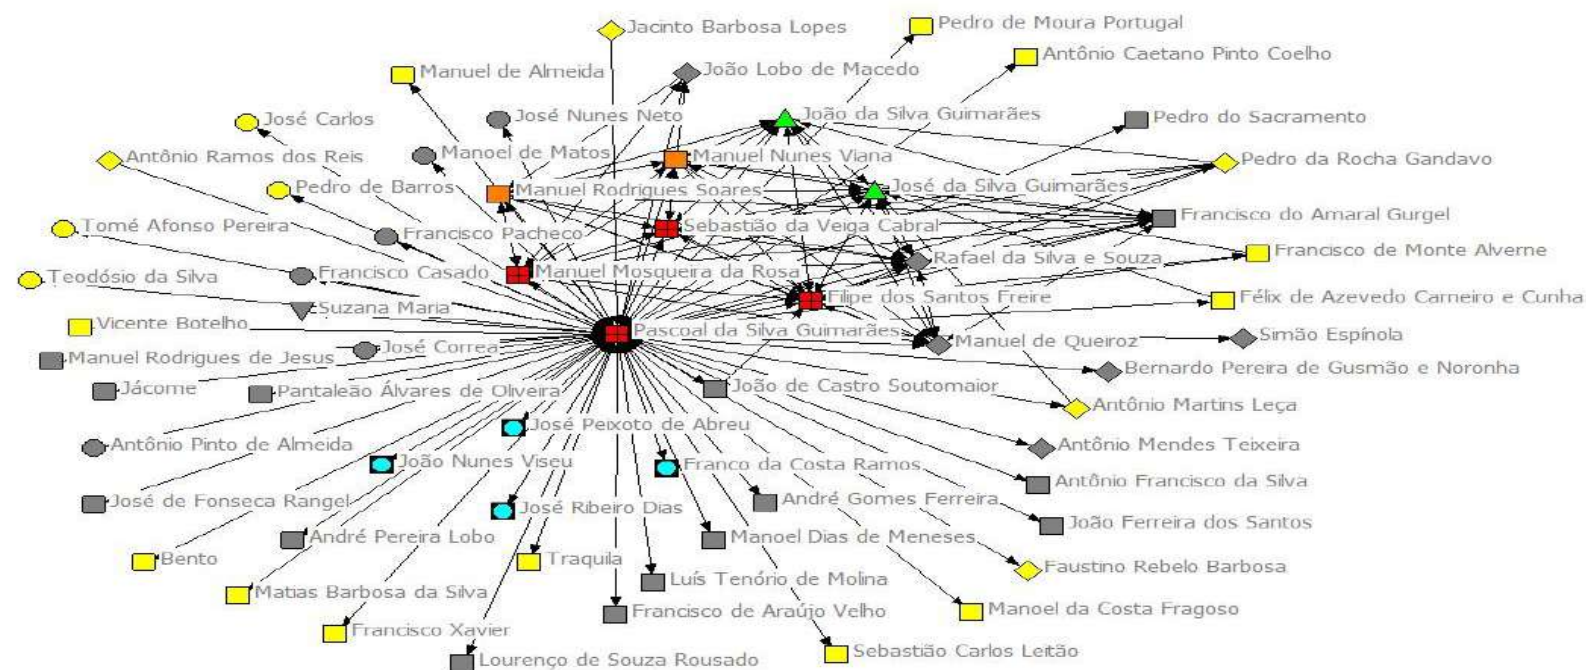 Jacinto Barbosa Lopes
Pedro de Moura Portugal
Antônio Caetano Pinto Coelho
Manuel de Almeida
João Lobo de Macedo
José Carlos
José Nunes Neto
João da Silva Guimarães
Pedro do Sacramento
Antônio Ramos dos Reis
Manoel de Matos
Manuel Nunes Viana
Pedro da Rocha Gandavo
Pedro de Barros
Manuel Rodrigues Soares
José da Silva Guimarães
Francisco do Amaral Gurgel
Tomé Afonso Pereira
Francisco Pacheco
Sebastião da Veiga Cabral
Francisco de Monte Alverne
Rafael da Silva e Souza
Teodósio da Silva
Francisco Casado
Manuel Mosqueira da Rosa
Filipe dos Santos Freire
Félix de Azevedo Carneiro e Cunha
Suzana Maria
Vicente Botelho
Pascoal da Silva Guimarães
Manuel de Queiroz
Simão Espínola
Manuel Rodrigues de Jesus
José Correa
Bernardo Pereira de Gusmão e Noronha
Jácome
Pantaleão Álvares de Oliveira
João de Castro Soutomaior
Antônio Martins Leça
José Peixoto de Abreu
Antônio Pinto de Almeida
Antônio Mendes Teixeira
João Nunes Viseu
Franco da Costa Ramos
Antônio Francisco da Silva
José de Fonseca Rangel
José Ribeiro Dias
André Gomes Ferreira
João Ferreira dos Santos
André Pereira Lobo
Manoel Dias de Meneses
Bento
Traquila
Faustino Rebelo Barbosa
Luís Tenório de Molina
Matias Barbosa da Silva
Francisco de Araújo Velho
Manoel da Costa Fragoso
Francisco Xavier
Sebastião Carlos Leitão
Lourenço de Souza Rousado